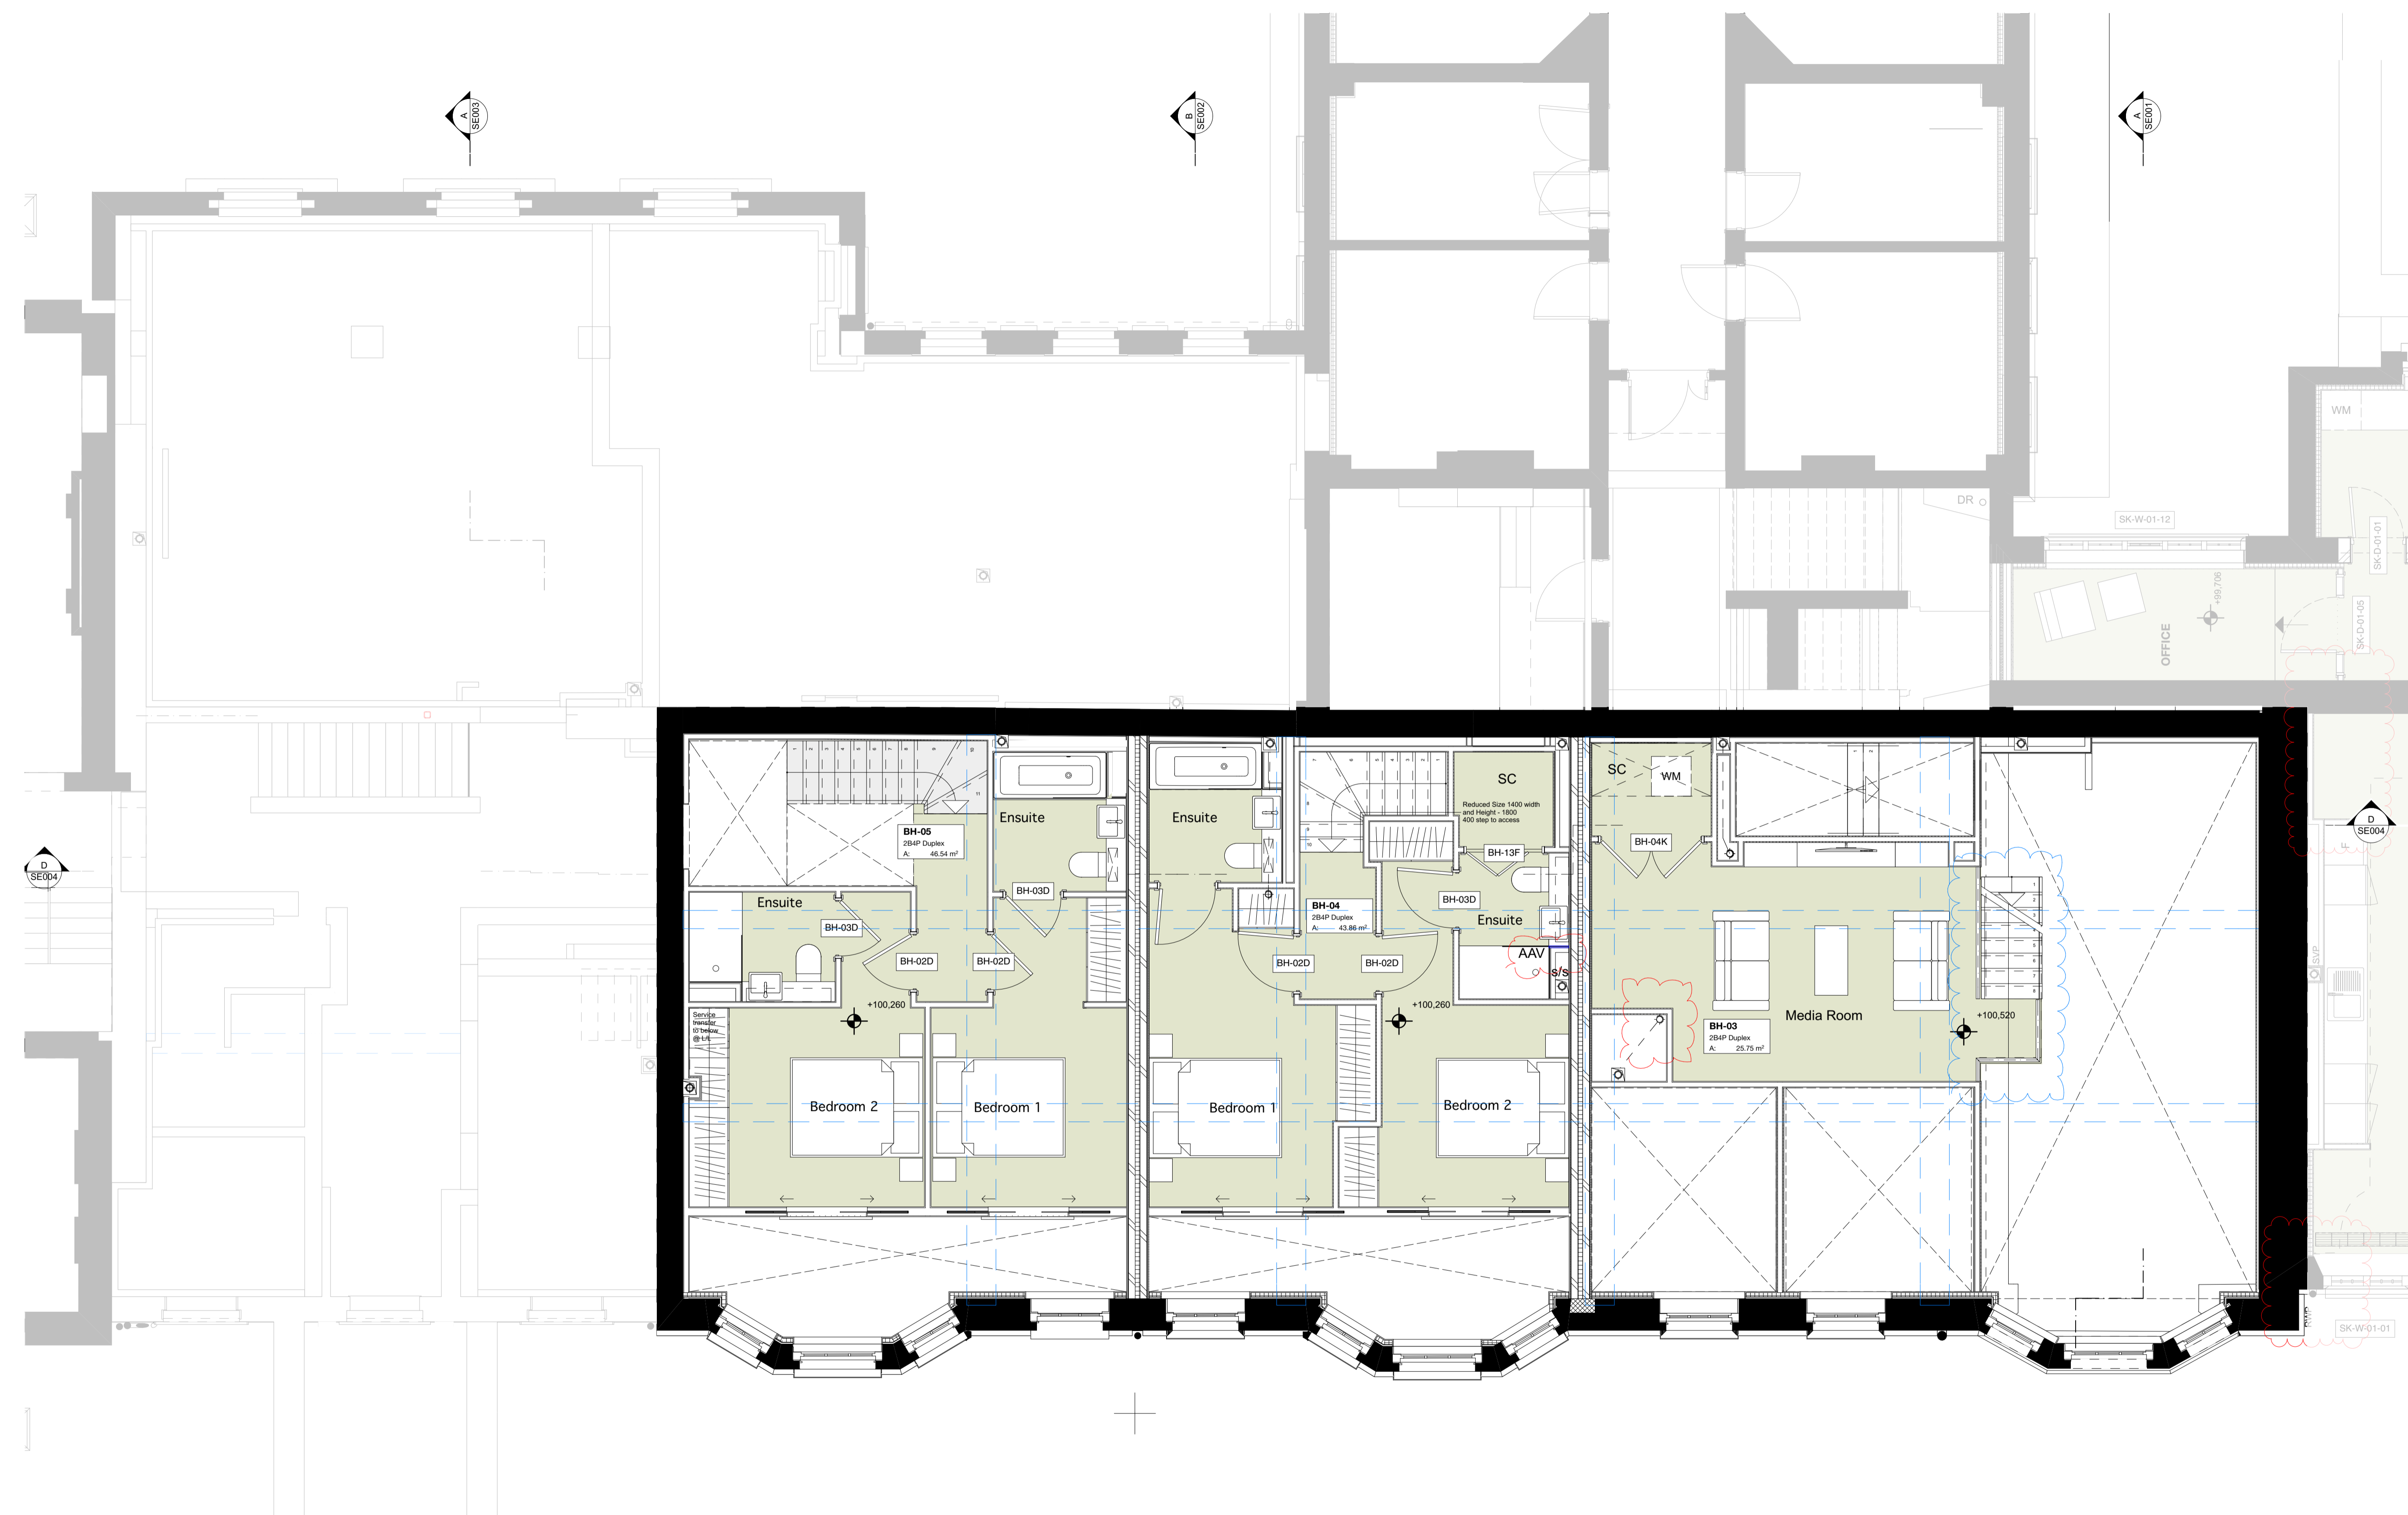 A
SE003
B
SE002
A
SE001
WM
DR
SK-W-01-12
SK-D-01-01
+99,706
SK-D-01-05
OFFICE
BH-05
2B4P Duplex
A: 46.54 m²
Ensuite
BH-03D
Ensuite
BH-03D
BH-02D
BH-02D
+100,260
Service
transfer
to below
@ L/L
Bedroom 2
Bedroom 1
Ensuite
BH-04
2B4P Duplex
A: 43.86 m²
SC
Reduced Size 1400 width
and Height - 1800
400 step to access
BH-13F
BH-03D
Ensuite
BH-02D
BH-02D
AAV
s/s
+100,260
Bedroom 1
Bedroom 2
SC
WM
BH-04K
Media Room
BH-03
2B4P Duplex
A: 25.75 m²
+100,520
D
SE004
D
SE004
F
SVP
RWP
SK-W-01-01